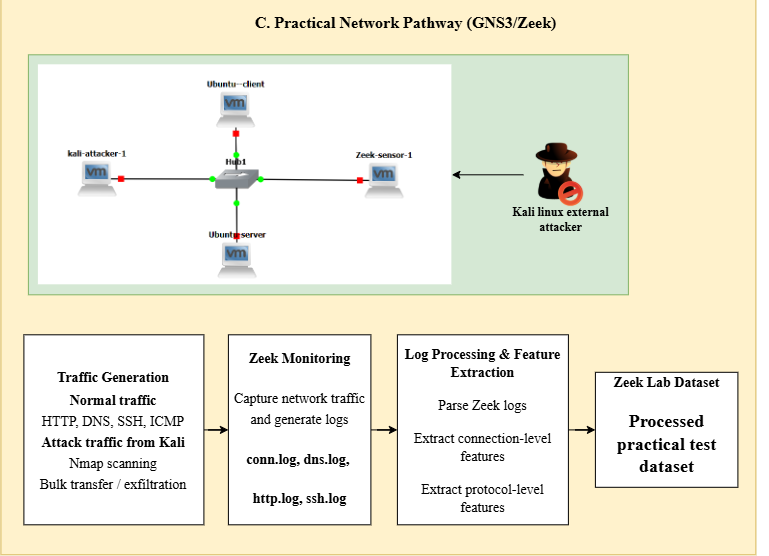 C. Practical Network Pathway (GNS3/Zeek)
Ubuntu-client
vm
kali-attacker-1
vm
Hub1
Zeek-sensor-1
vm
Ubuntu-server
vm
Kali linux external
attacker
Traffic Generation
Normal traffic
HTTP, DNS, SSH, ICMP
Attack traffic from Kali
Nmap scanning
Bulk transfer / exfiltration
Zeek Monitoring
Capture network traffic
and generate logs
conn.log, dns.log,
http.log, ssh.log
Log Processing & Feature
Extraction
Parse Zeek logs
Extract connection-level
features
Extract protocol-level
features
Zeek Lab Dataset
Processed
practical test
dataset